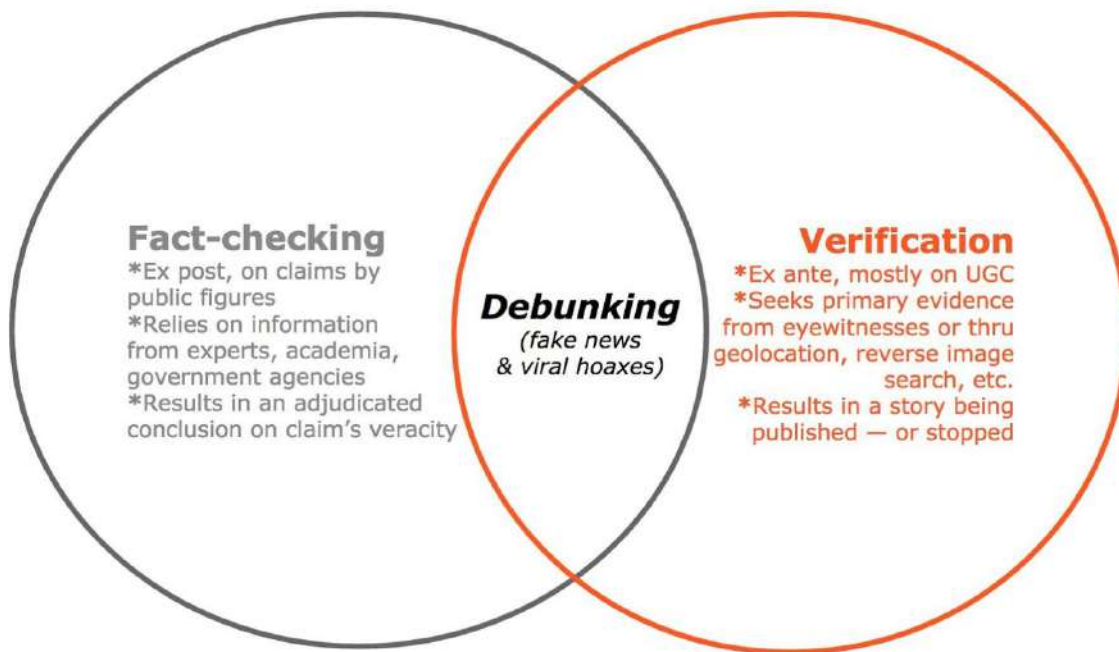 Fact-checking
*Ex post, on claims by
public figures
*Relies on information
from experts, academia,
government agencies
*Results in an adjudicated
conclusion on claim's veracity
Debunking
(fake news
& viral hoaxes)
Verification
*Ex ante, mostly on UGC
*Seeks primary evidence
from eyewitnesses or thru
geolocation, reverse image
search, etc.
*Results in a story being
published — or stopped